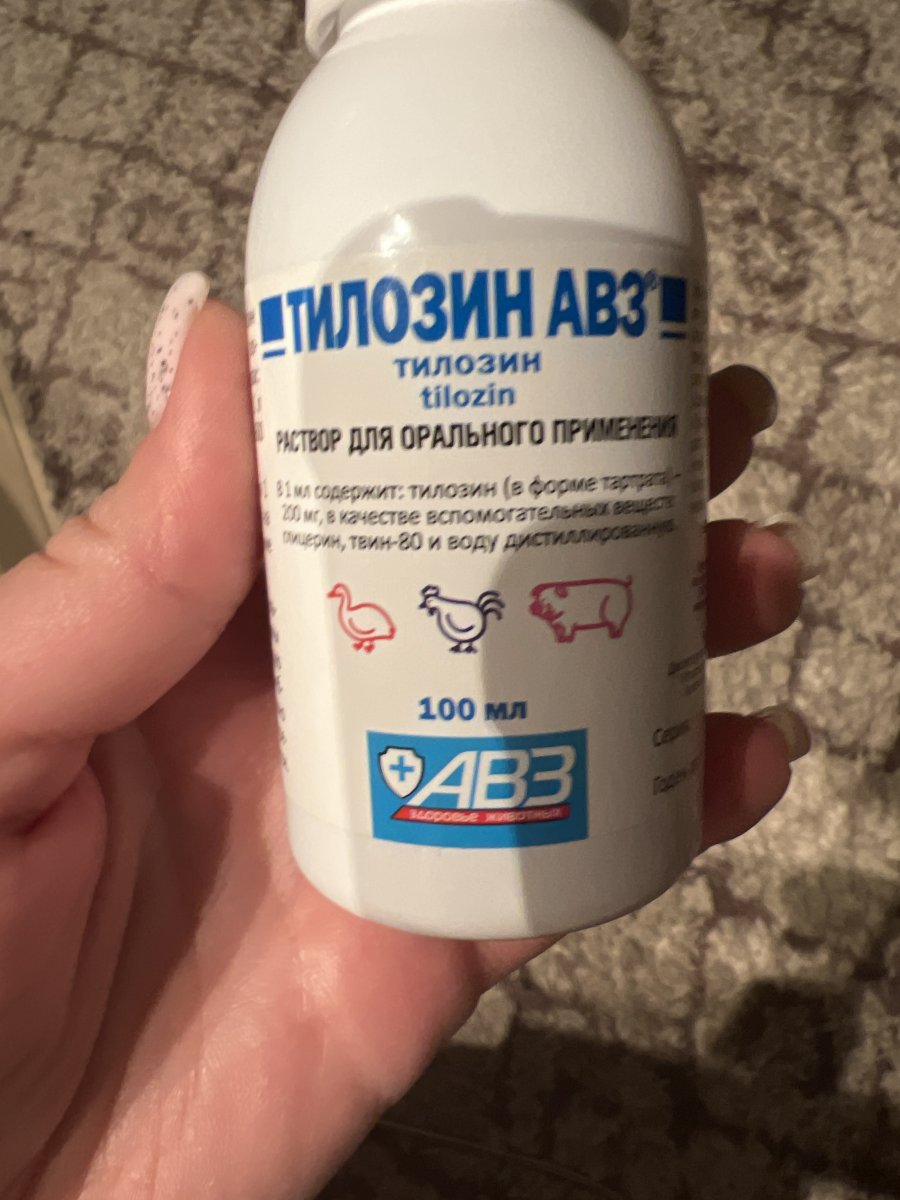 ТИЛОЗИН АВЗ®
тилозин
tilozin
РАСТВОР ДЛЯ ОРАЛЬНОГО ПРИМЕНЕНИЯ
В 1 мл содержит: тилозин (в форме тартрата) -
200 мг, в качестве вспомогательных веществ:
глицерин, твин-80 и воду дистиллированную.
100 мл
АВЗ
здоровье животных